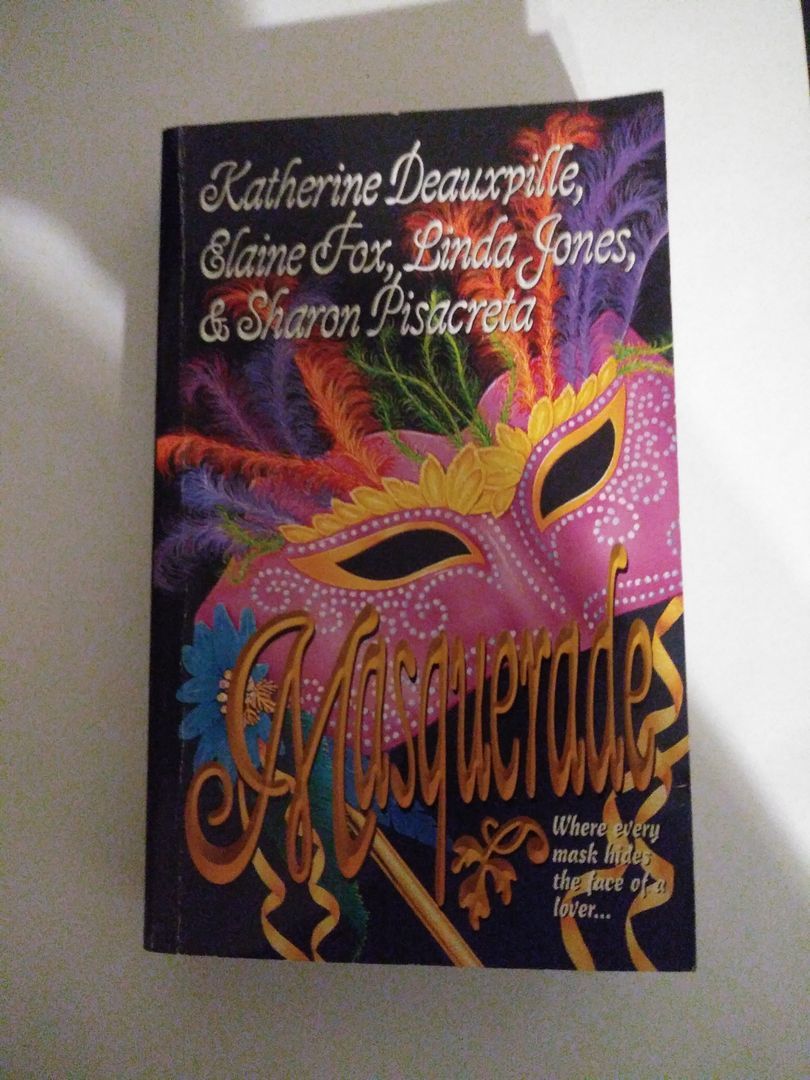 Katherine Deauxville,
Elaine Fox, Linda Jones,
& Sharon Pisacreta
Masquerade
Where every
mask hides
the face of a
lover...